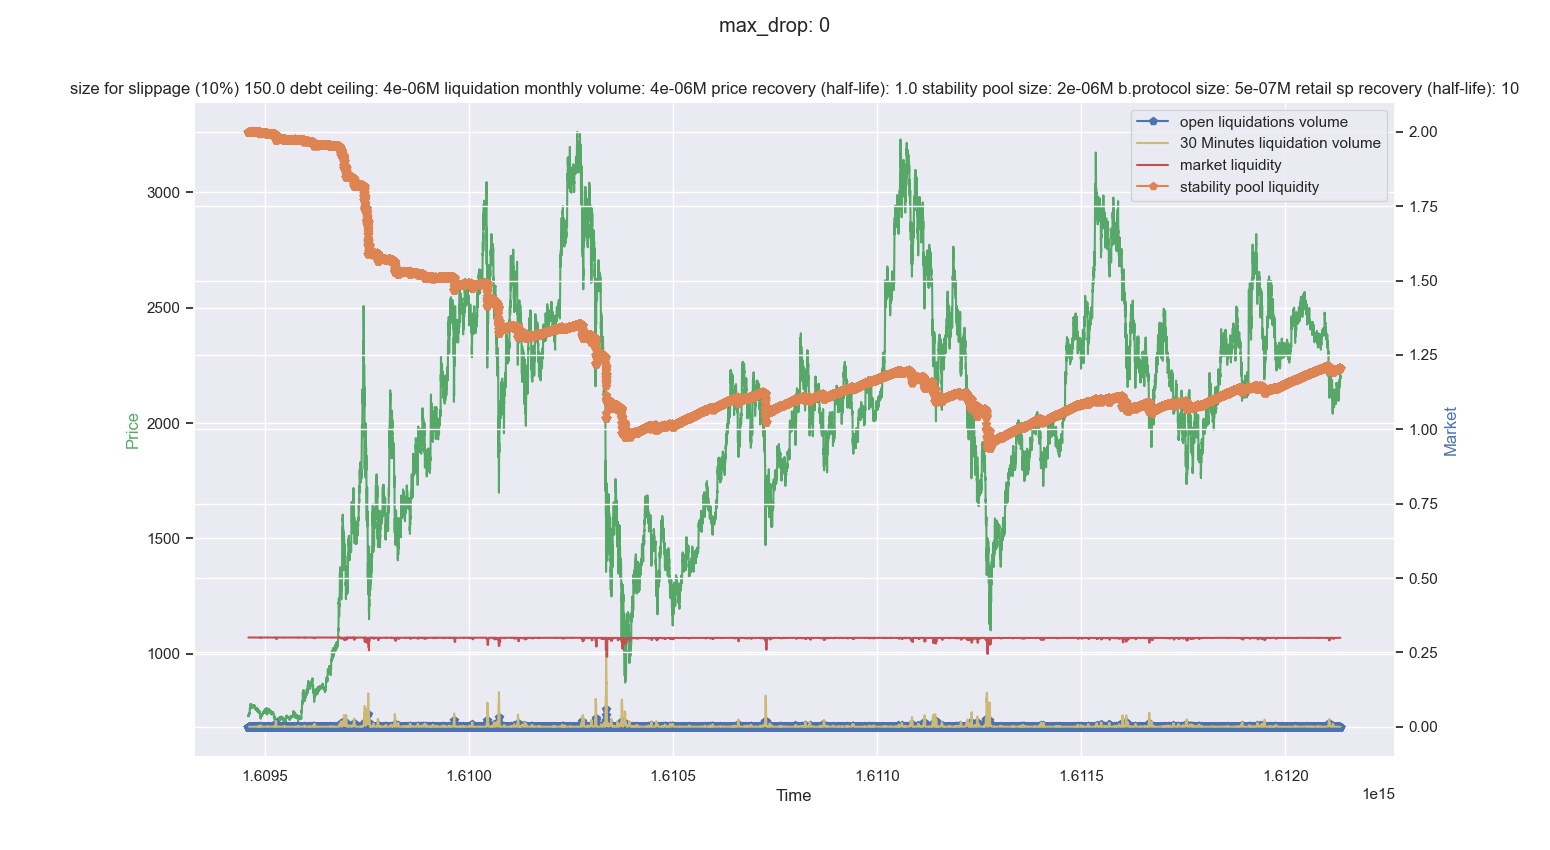 max_drop: 0
size for slippage (10%) 150.0 debt ceiling: 4e-06M liquidation monthly volume: 4e-06M price recovery (half-life): 1.0 stability pool size: 2e-06M b.protocol size: 5e-07M retail sp recovery (half-life): 10
open liquidations volume
30 Minutes liquidation volume
market liquidity
stability pool liquidity
3000
2500
2000
1500
1000
Price
2.00
1.75
1.50
1.25
1.00
0.75
0.50
0.25
0.00
Market
1.6095 1.6100 1.6105 1.6110 1.6115 1.6120
Time
1e15